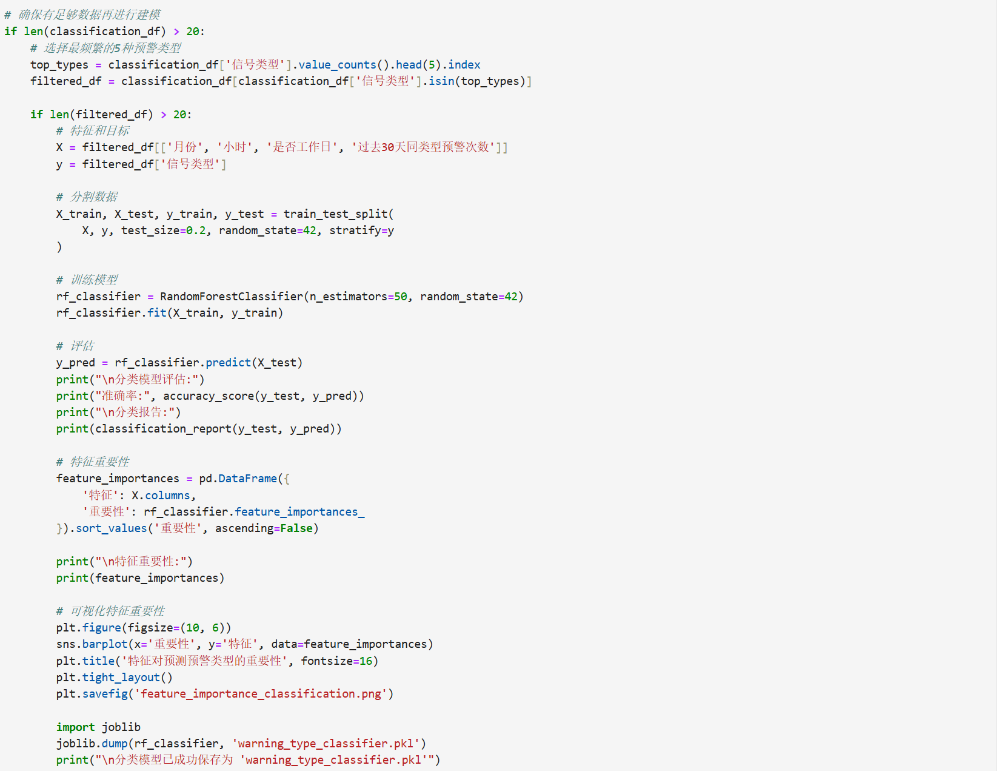 # 确保有足够数据再进行建模
if len(classification_df) > 20:
    # 选择最频繁的5种预警类型
    top_types = classification_df['信号类型'].value_counts().head(5).index
    filtered_df = classification_df[classification_df['信号类型'].isin(top_types)]

    if len(filtered_df) > 20:
        # 特征和目标
        X = filtered_df[['月份', '小时', '是否工作日', '过去30天同类型预警次数']]
        y = filtered_df['信号类型']

        # 分割数据
        X_train, X_test, y_train, y_test = train_test_split(
            X, y, test_size=0.2, random_state=42, stratify=y
        )

        # 训练模型
        rf_classifier = RandomForestClassifier(n_estimators=50, random_state=42)
        rf_classifier.fit(X_train, y_train)

        # 评估
        y_pred = rf_classifier.predict(X_test)
        print("\n分类模型评估:")
        print("准确率:", accuracy_score(y_test, y_pred))
        print("\n分类报告:")
        print(classification_report(y_test, y_pred))

        # 特征重要性
        feature_importances = pd.DataFrame({
            '特征': X.columns,
            '重要性': rf_classifier.feature_importances_
        }).sort_values('重要性', ascending=False)

        print("\n特征重要性:")
        print(feature_importances)

        # 可视化特征重要性
        plt.figure(figsize=(10, 6))
        sns.barplot(x='重要性', y='特征', data=feature_importances)
        plt.title('特征对预测预警类型的重要性', fontsize=16)
        plt.tight_layout()
        plt.savefig('feature_importance_classification.png')

        import joblib
        joblib.dump(rf_classifier, 'warning_type_classifier.pkl')
        print("\n分类模型已成功保存为 'warning_type_classifier.pkl'")